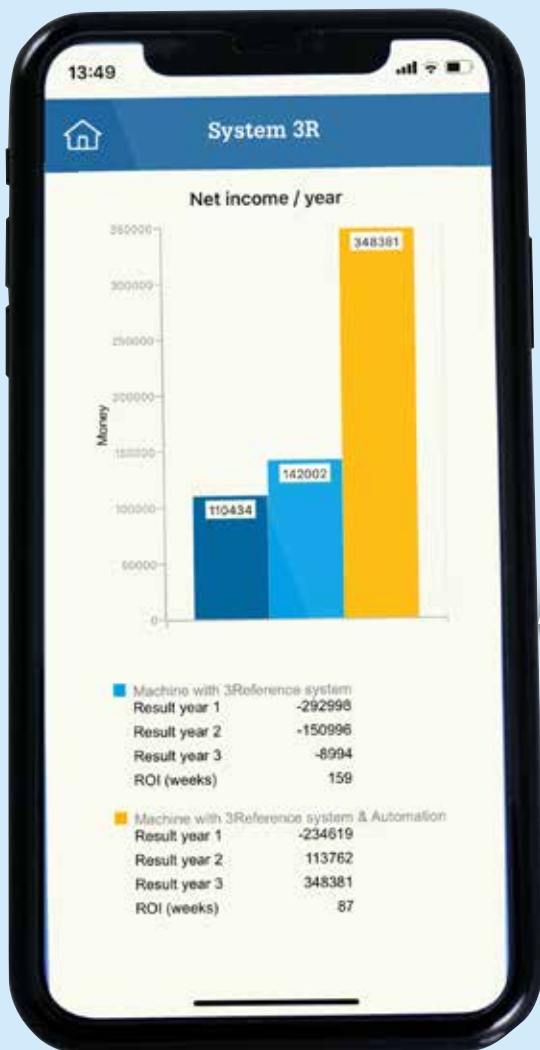 13:49
System 3R
Net income / year
350000
300000
250000
200000
150000
100000
50000
0
Money
348381
142002
110434
Machine with 3Reference system
Result year 1 -292998
Result year 2 -150996
Result year 3 -8994
ROI (weeks) 159
Machine with 3Reference system & Automation
Result year 1 -234619
Result year 2 113762
Result year 3 348381
ROI (weeks) 87